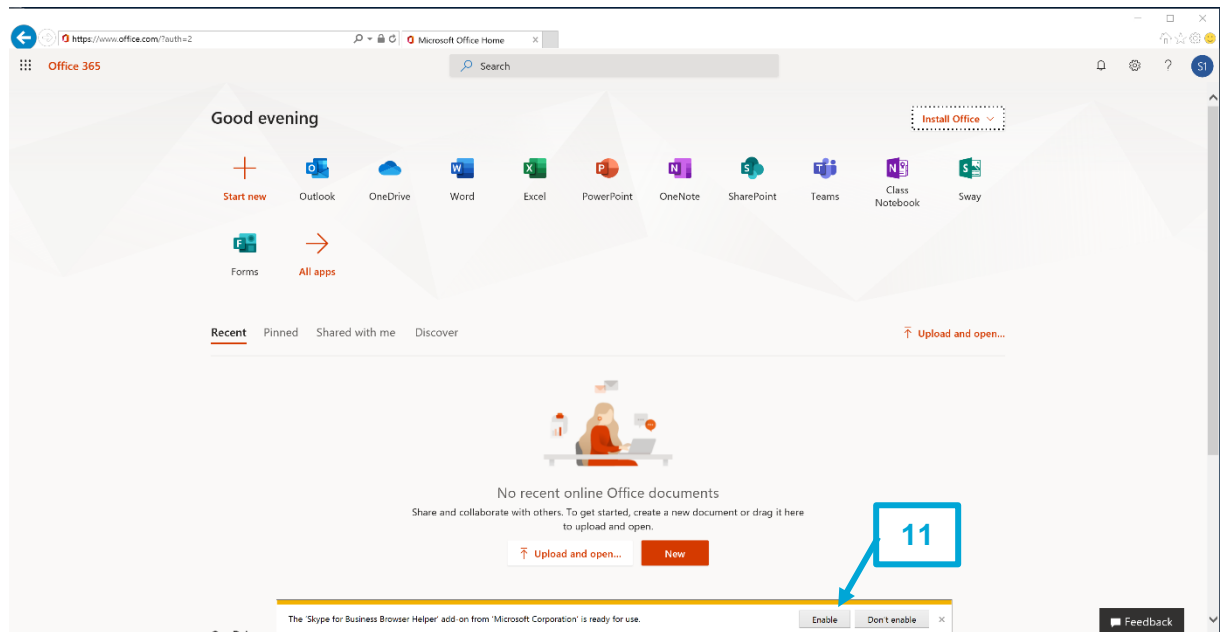 https://www.office.com/?auth=2
Microsoft Office Home
Office 365
Search
S1
Good evening
Install Office
Start new
Outlook
OneDrive
Word
Excel
PowerPoint
OneNote
SharePoint
Teams
Class Notebook
Sway
Forms
All apps
Recent Pinned Shared with me Discover
Upload and open...
No recent online Office documents
Share and collaborate with others. To get started, create a new document or drag it here
to upload and open.
Upload and open...
New
11
The 'Skype for Business Browser Helper' add-on from 'Microsoft Corporation' is ready for use.
Enable
Don't enable
Feedback